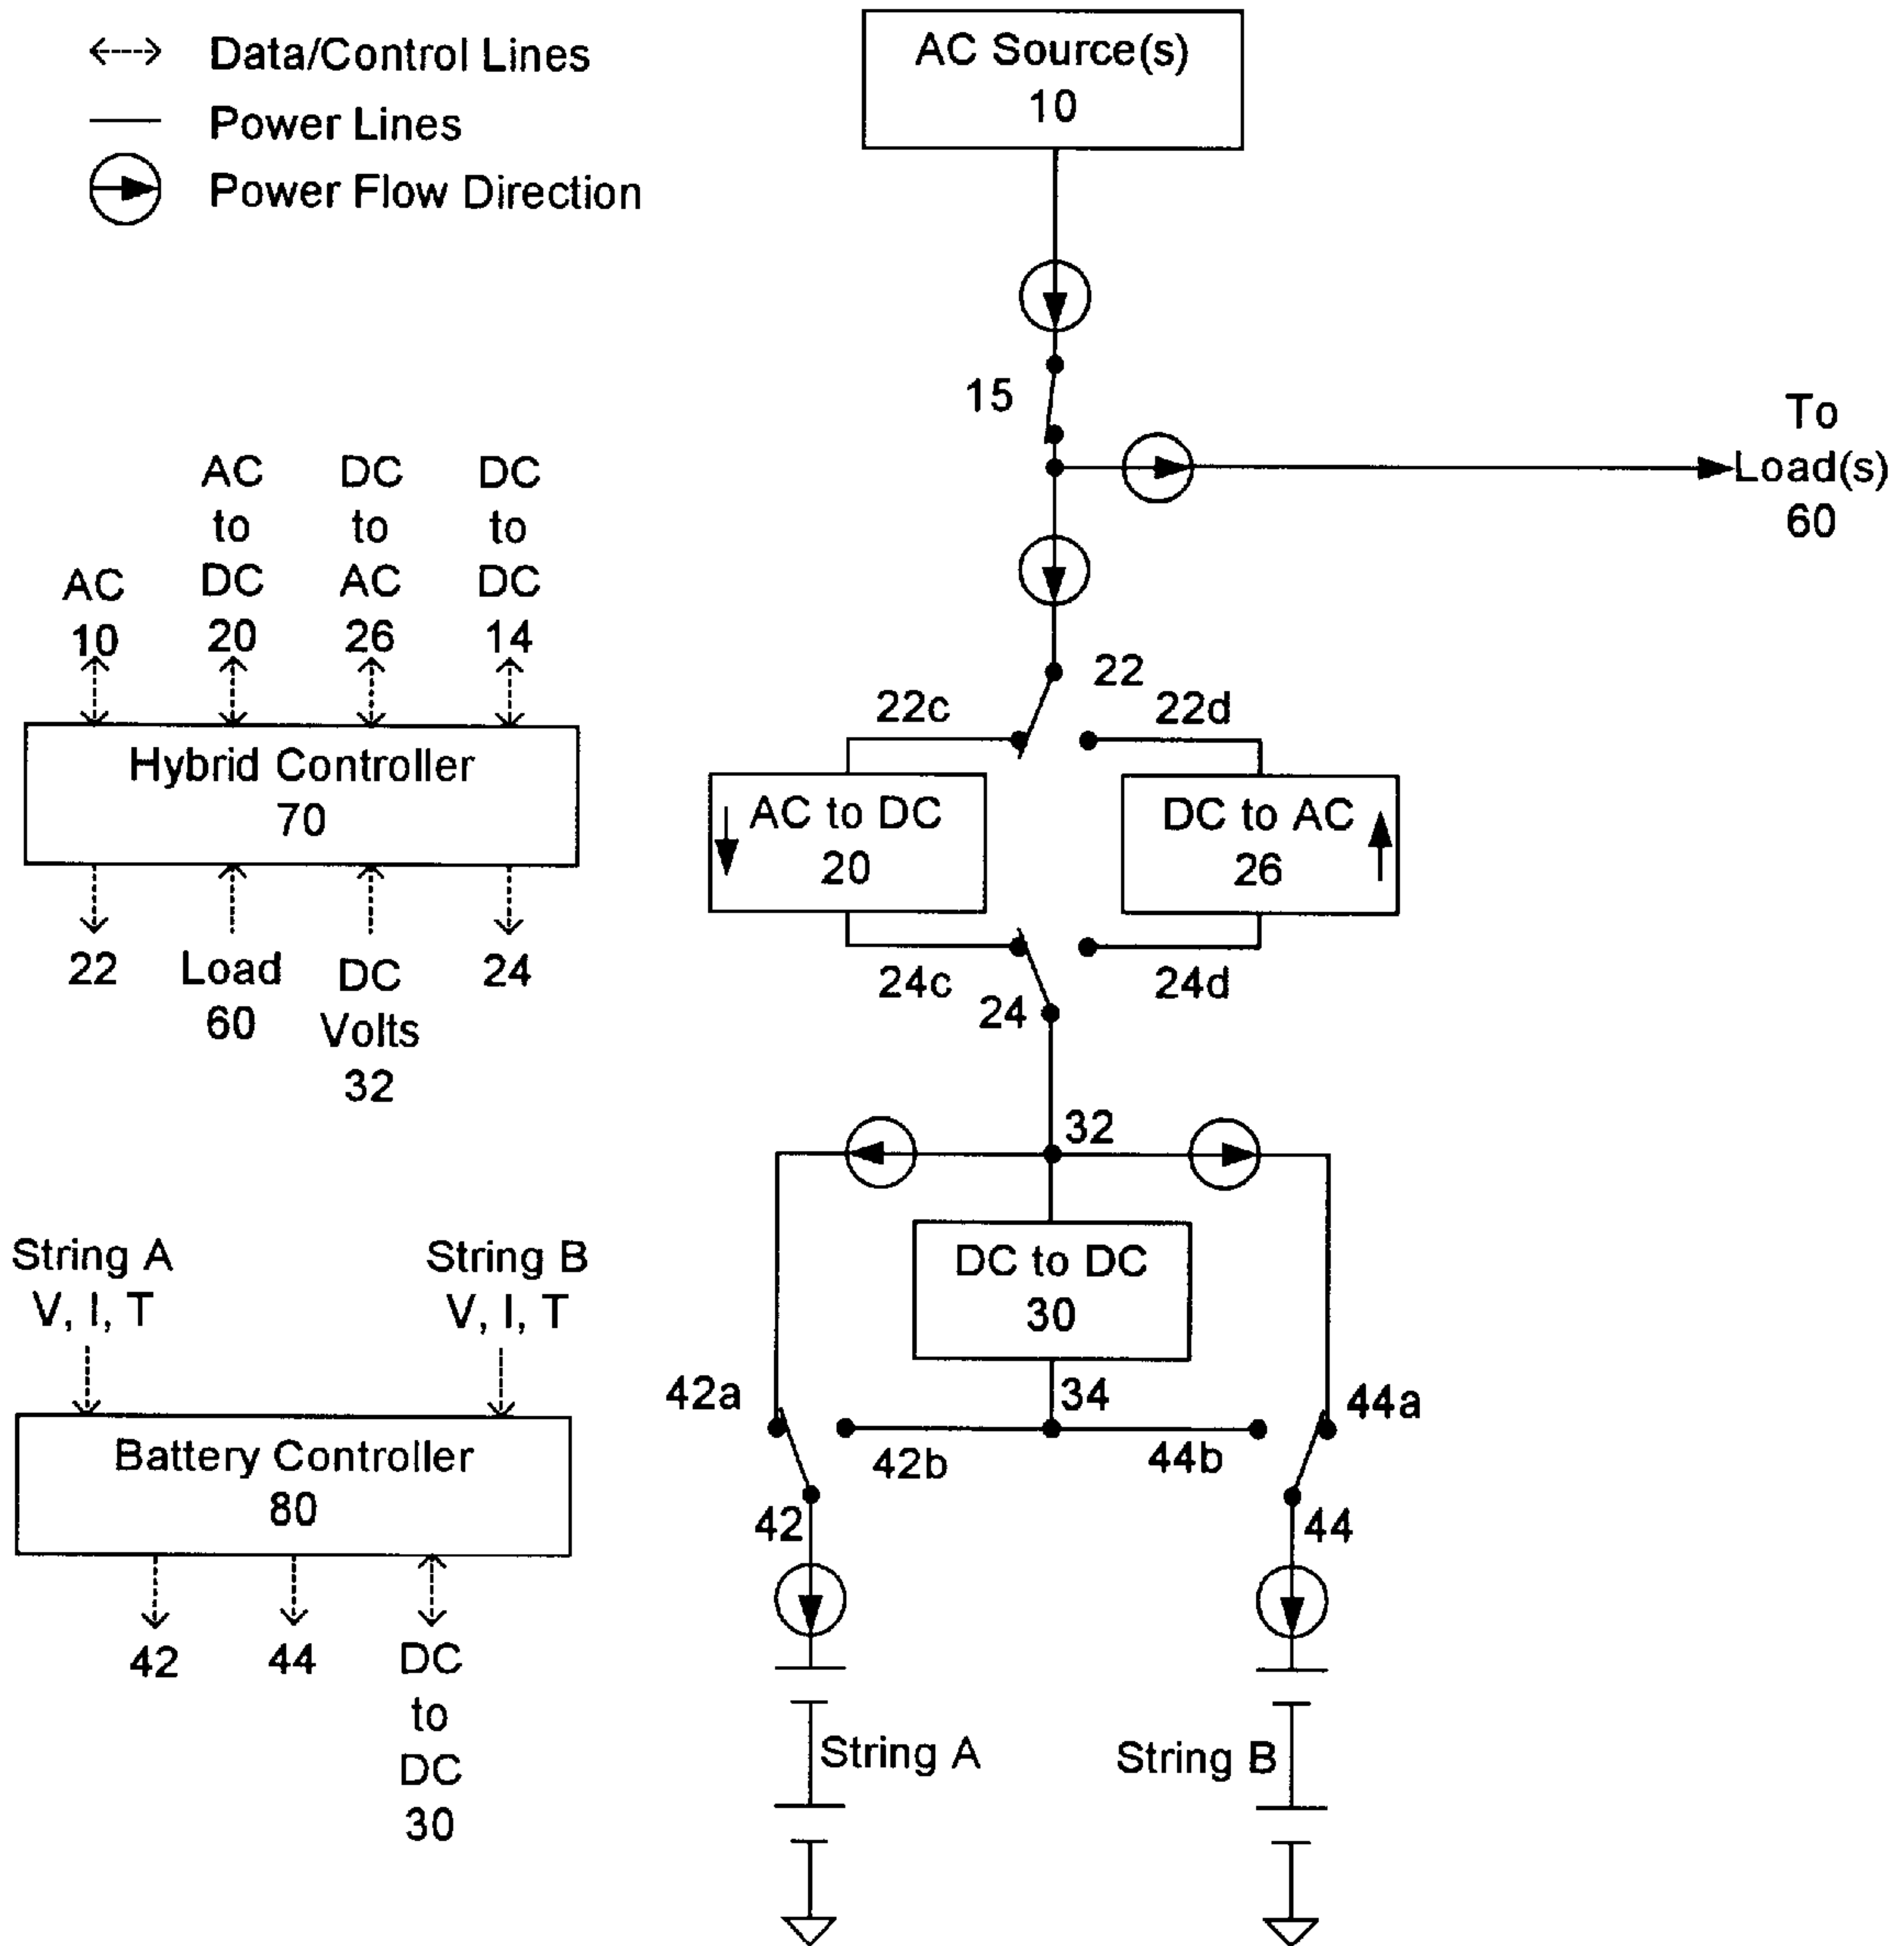 Data/Control Lines
Power Lines
Power Flow Direction
AC Source(s)
10
15
To
Load(s)
60
22
22c
22d
AC to DC
20
DC to AC
26
24c
24d
24
32
DC to DC
30
34
42a
42b
44b
44a
42
44
String A
String B
AC
10
AC
to
DC
20
DC
to
AC
26
DC
to
DC
14
Hybrid Controller
70
22
Load
60
DC
Volts
32
24
String A
V, I, T
String B
V, I, T
Battery Controller
80
42
44
DC
to
DC
30